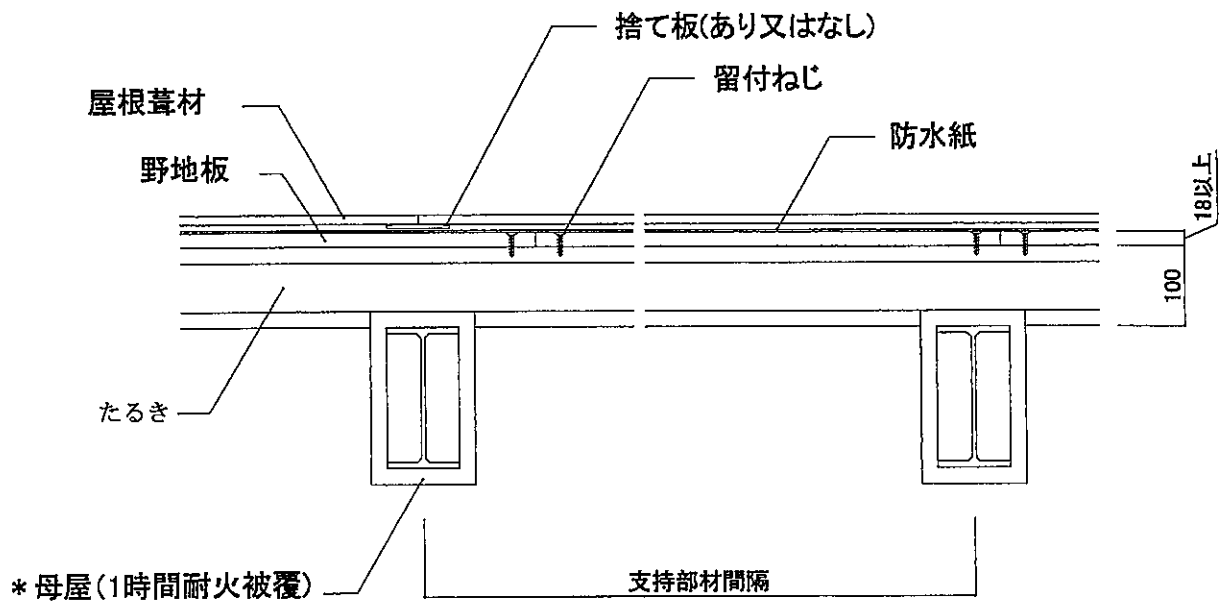 捨て板(あり又はなし)
留付ねじ
屋根葺材
防水紙
野地板
18以上
100
たるき
*母屋(1時間耐火被覆)
支持部材間隔